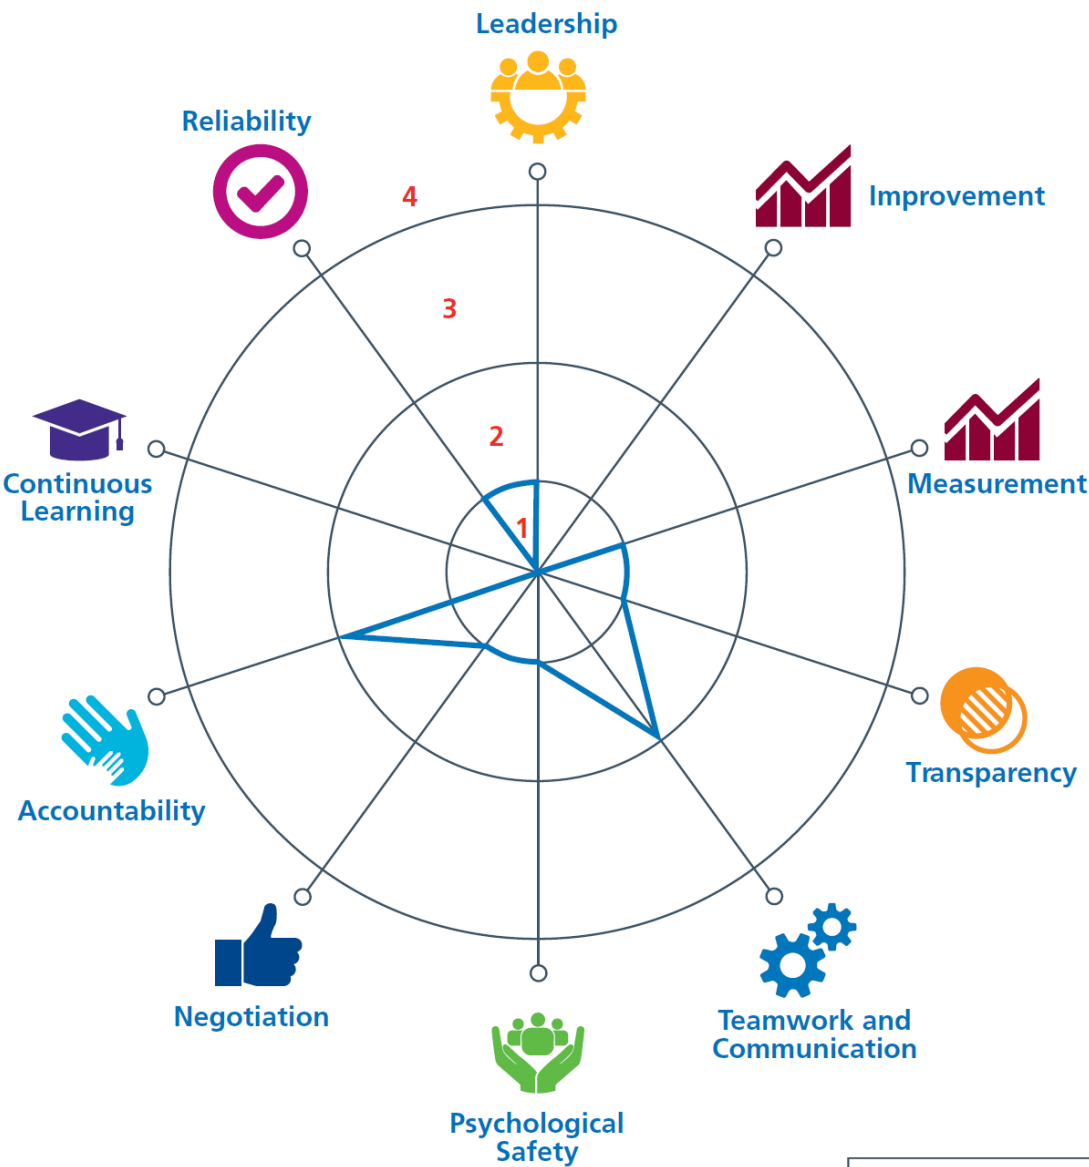 Leadership
Reliability
Improvement
4
3
2
1
Continuous
Learning
Measurement
Accountability
Transparency
Negotiation
Teamwork and
Communication
Psychological
Safety